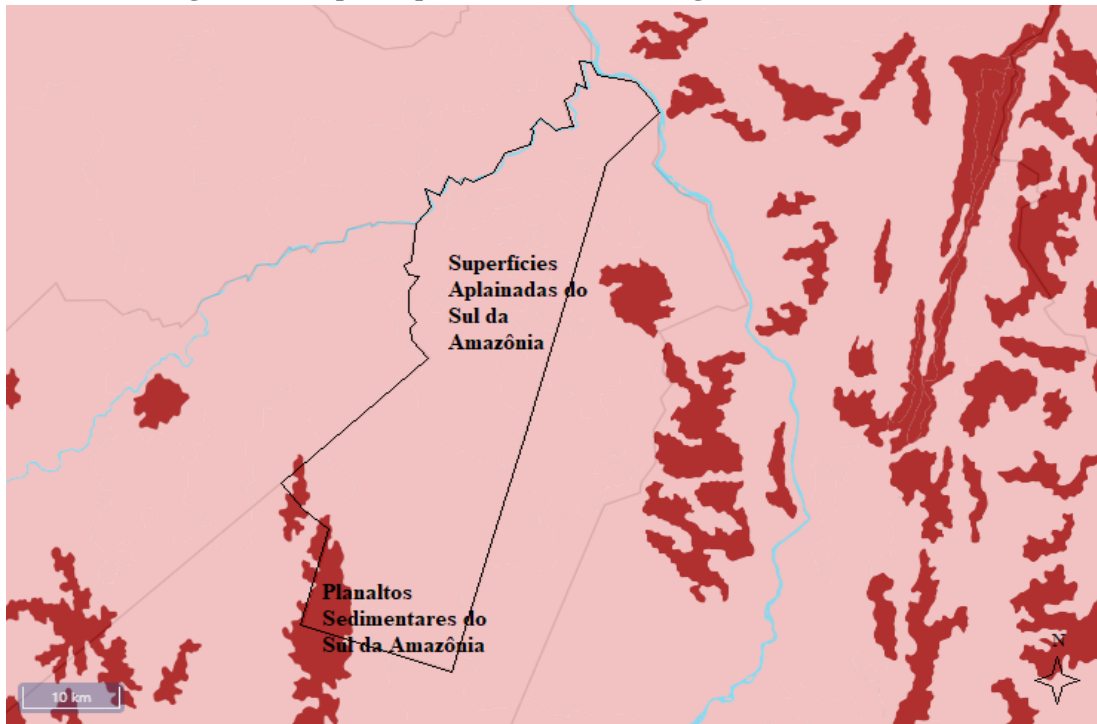 Superfícies
Aplainadas do
Sul da
Amazônia
Planaltos
Sedimentares do
Sul da Amazônia
N
10 km